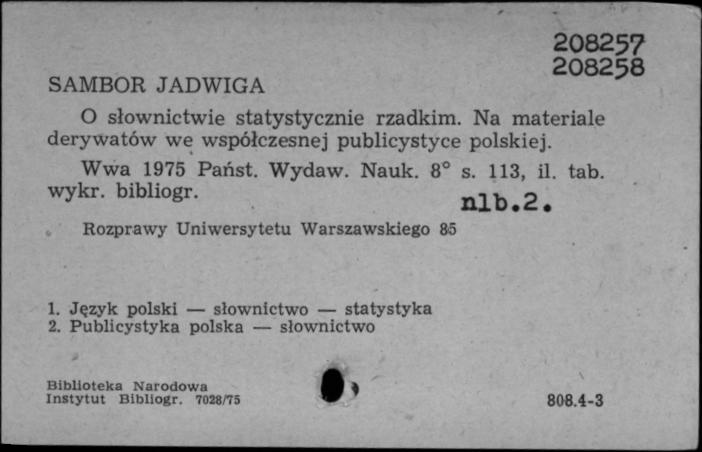 208257
208258
SAMBOR JADWIGA
O słownictwie statystycznie rzadkim. Na materiale
derywatów we współczesnej publicystyce polskiej.
Wwa 1975 Państ. Wydaw. Nauk. 8° s. 113, il. tab.
wykr. bibliogr.
nlb.2.
Rozprawy Uniwersytetu Warszawskiego 85
1. Język polski — słownictwo — statystyka
2. Publicystyka polska — słownictwo
Biblioteka Narodowa
Instytut Bibliogr. 7028/75
808.4-3